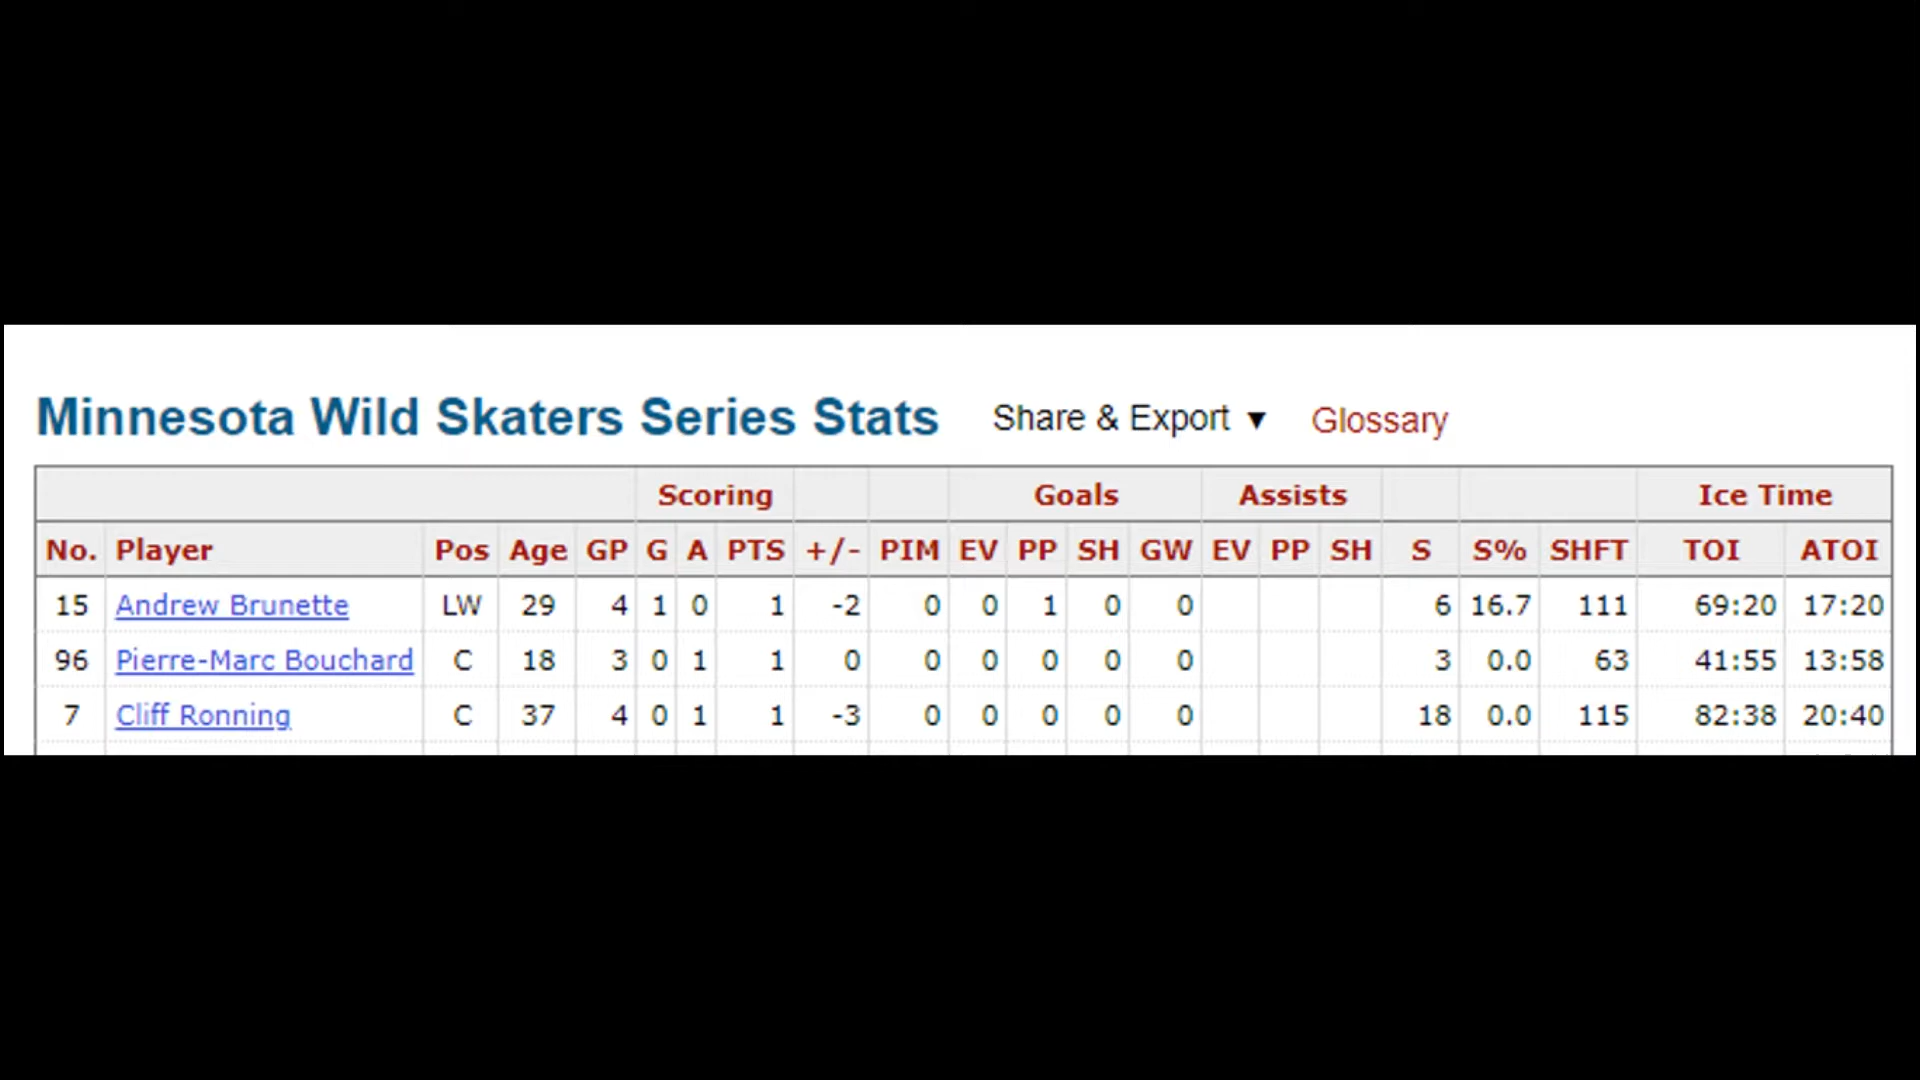 Minnesota Wild Skaters Series Stats Share & Export ▼ Glossary
Scoring Goals Assists Ice Time
No. Player Pos Age GP G A PTS +/- PIM EV PP SH GW EV PP SH S S% SHFT TOI ATOI
15 Andrew Brunette LW 29 4 1 0 1 -2 0 0 1 0 0 6 16.7 111 69:20 17:20
96 Pierre-Marc Bouchard C 18 3 0 1 1 0 0 0 0 0 0 3 0.0 63 41:55 13:58
7 Cliff Ronning C 37 4 0 1 1 -3 0 0 0 0 0 18 0.0 115 82:38 20:40